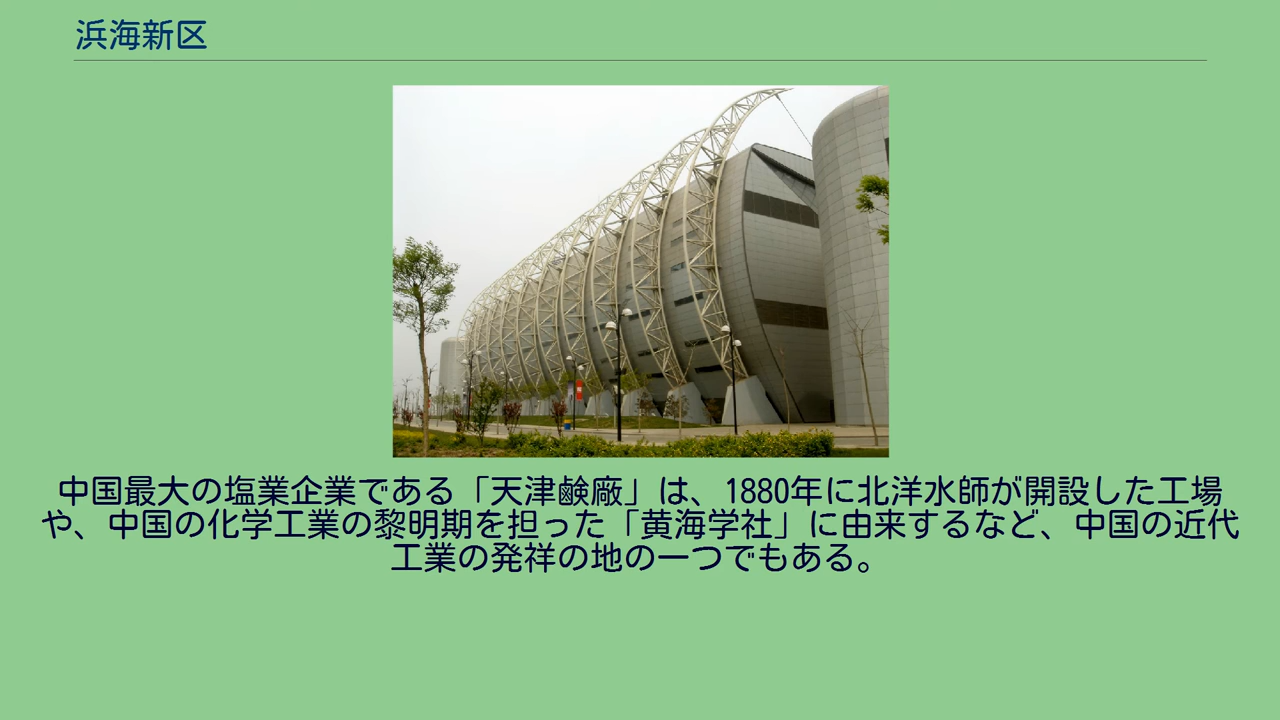 浜海新区
中国最大の塩業企業である「天津鹸廠」は、1880年に北洋水師が開設した工場
や、中国の化学工業の黎明期を担った「黄海学社」に由来するなど、中国の近代
工業の発祥の地の一つでもある。